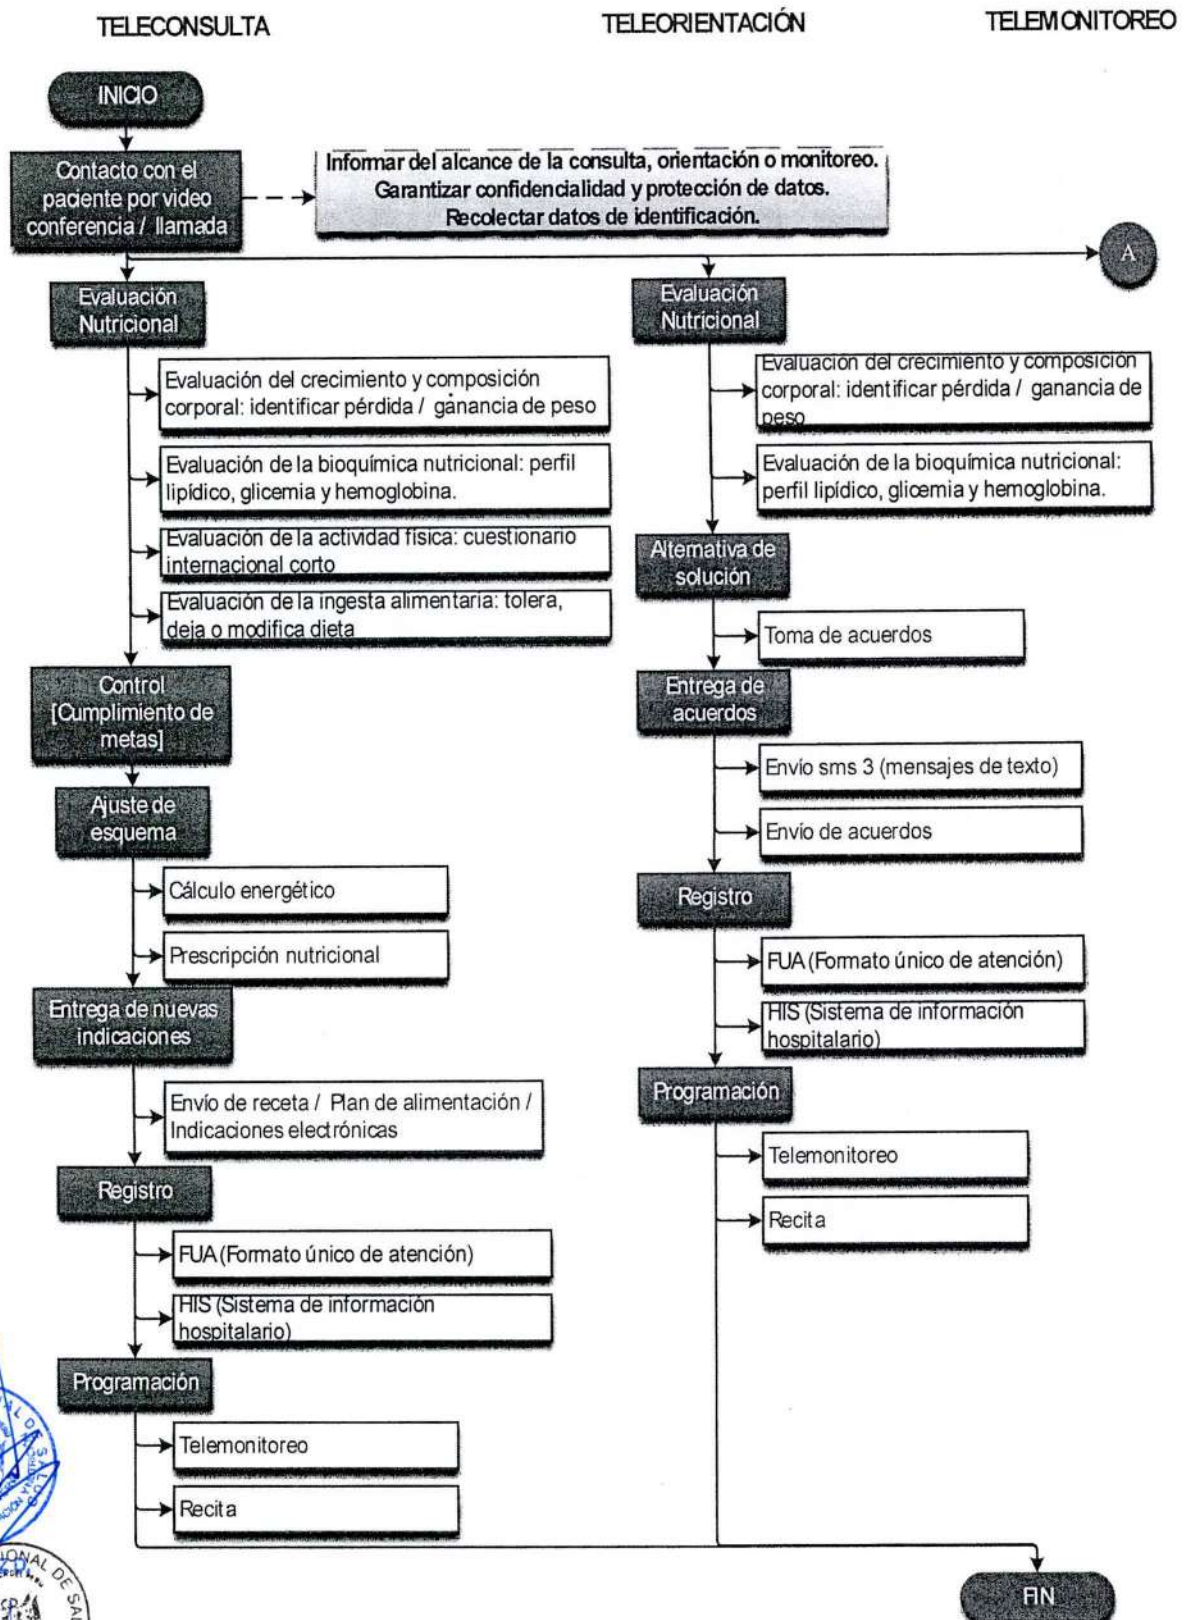 TELECONSULTA
TELEORIENTACIÓN
TELEMONITOREO
INICIO
Contacto con el
paciente por video
conferencia / llamada
Informar del alcance de la consulta, orientación o monitoreo.
Garantizar confidencialidad y protección de datos.
Recolectar datos de identificación.
A
Evaluación
Nutricional
Evaluación del crecimiento y composición
corporal: identificar pérdida / ganancia de peso
Evaluación de la bioquímica nutricional: perfil
lipídico, glicemia y hemoglobina.
Evaluación de la actividad física: cuestionario
internacional corto
Evaluación de la ingesta alimentaria: tolera,
deja o modifica dieta
Control
[Cumplimiento de
metas]
Ajuste de
esquema
Cálculo energético
Prescripción nutricional
Entrega de nuevas
indicaciones
Envío de receta / Plan de alimentación /
Indicaciones electrónicas
Registro
FUA (Formato único de atención)
HIS (Sistema de información
hospitalario)
Programación
Telemonitoreo
Recita
Evaluación
Nutricional
Evaluación del crecimiento y composición
corporal: identificar pérdida / ganancia de
peso
Evaluación de la bioquímica nutricional:
perfil lipídico, glicemia y hemoglobina.
Alternativa de
solución
Toma de acuerdos
Entrega de
acuerdos
Envío sms 3 (mensajes de texto)
Envío de acuerdos
Registro
FUA (Formato único de atención)
HIS (Sistema de información
hospitalario)
Programación
Telemonitoreo
Recita
FIN